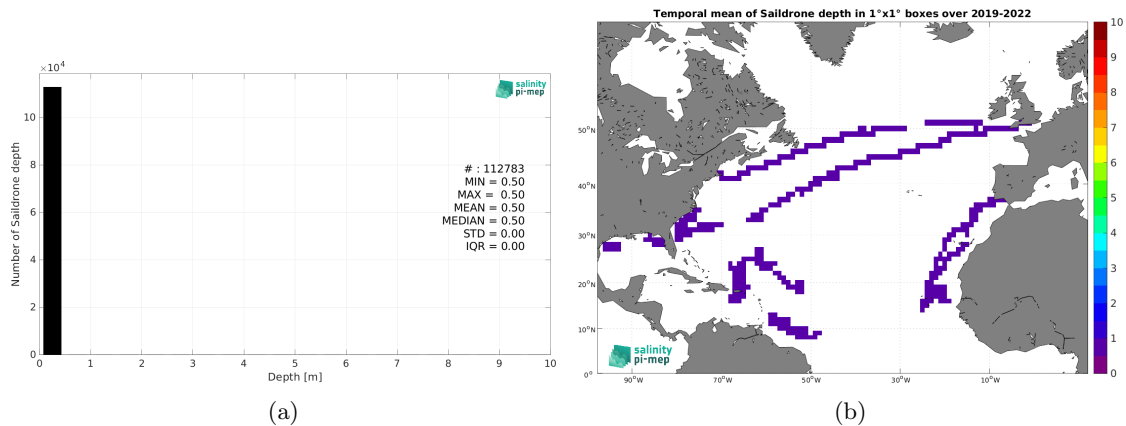 ×10⁴
10
8
6
4
2
0
Number of Saildrone depth
0 1 2 3 4 5 6 7 8 9 10
Depth [m]
salinity
pi-mep
# : 112783
MIN = 0.50
MAX = 0.50
MEAN = 0.50
MEDIAN = 0.50
STD = 0.00
IQR = 0.00
(a)
Temporal mean of Saildrone depth in 1°x1° boxes over 2019-2022
50°N
40°N
30°N
20°N
10°N
0°
90°W 70°W 50°W 30°W 10°W
salinity
pi-mep
10
9
8
7
6
5
4
3
2
1
0
(b)